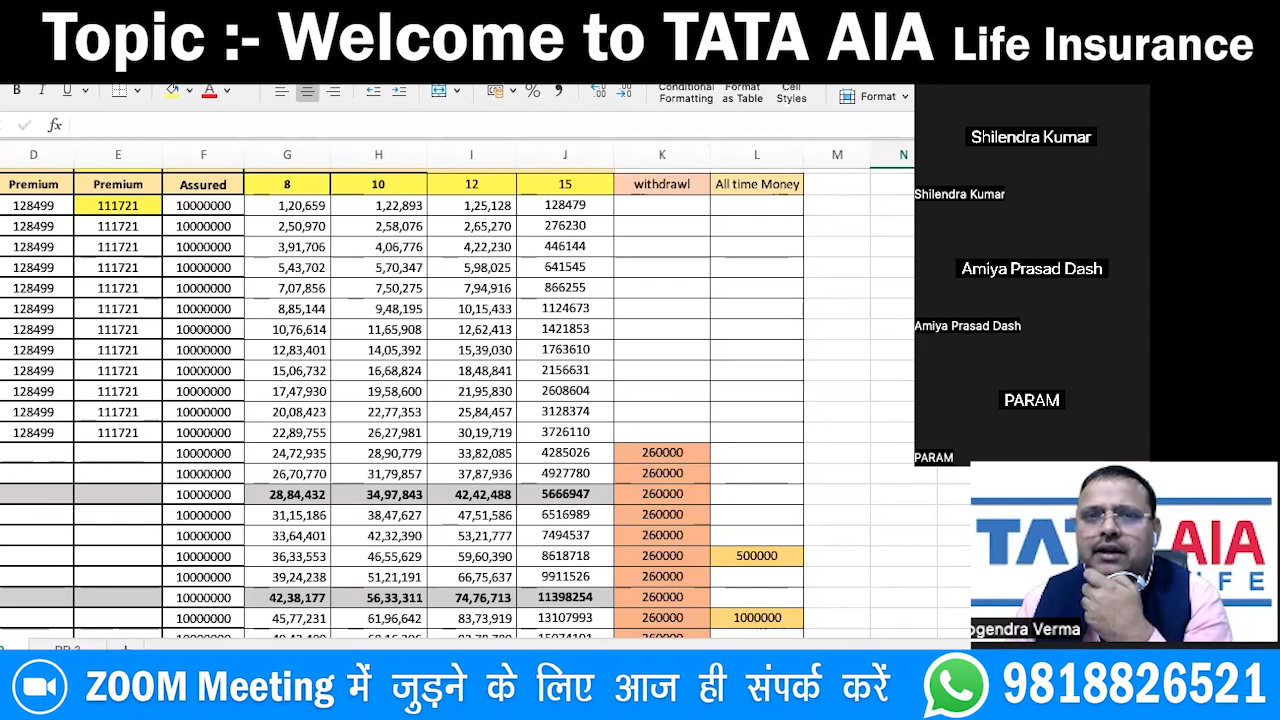 Topic :- Welcome to TATA AIA Life Insurance
B I U A % Conditional Formatting Format as Table Cell Styles Format
fx
D E F G H I J K L M N
Premium Premium Assured 8 10 12 15 withdrawl All time Money
128499 111721 10000000 1,20,659 1,22,893 1,25,128 128479
128499 111721 10000000 2,50,970 2,58,076 2,65,270 276230
128499 111721 10000000 3,91,706 4,06,776 4,22,230 446144
128499 111721 10000000 5,43,702 5,70,347 5,98,025 641545
128499 111721 10000000 7,07,856 7,50,275 7,94,916 866255
128499 111721 10000000 8,85,144 9,48,195 10,15,433 1124673
128499 111721 10000000 10,76,614 11,65,908 12,62,413 1421853
128499 111721 10000000 12,83,401 14,05,392 15,39,030 1763610
128499 111721 10000000 15,06,732 16,68,824 18,48,841 2156631
128499 111721 10000000 17,47,930 19,58,600 21,95,830 2608604
128499 111721 10000000 20,08,423 22,77,353 25,84,457 3128374
128499 111721 10000000 22,89,755 26,27,981 30,19,719 3726110
10000000 24,72,935 28,90,779 33,82,085 4285026 260000
10000000 26,70,770 31,79,857 37,87,936 4927780 260000
10000000 28,84,432 34,97,843 42,42,488 5666947 260000
10000000 31,15,186 38,47,627 47,51,586 6516989 260000
10000000 33,64,401 42,32,390 53,21,777 7494537 260000
10000000 36,33,553 46,55,629 59,60,390 8618718 260000 500000
10000000 39,24,238 51,21,191 66,75,637 9911526 260000
10000000 42,38,177 56,33,311 74,76,713 11398254 260000
10000000 45,77,231 61,96,642 83,73,919 13107993 260000 1000000
Shilendra Kumar
Shilendra Kumar
Amiya Prasad Dash
Amiya Prasad Dash
PARAM
PARAM
TATA AIA
ogendra Verma
ZOOM Meeting में जुड़ने के लिए आज ही संपर्क करें 9818826521